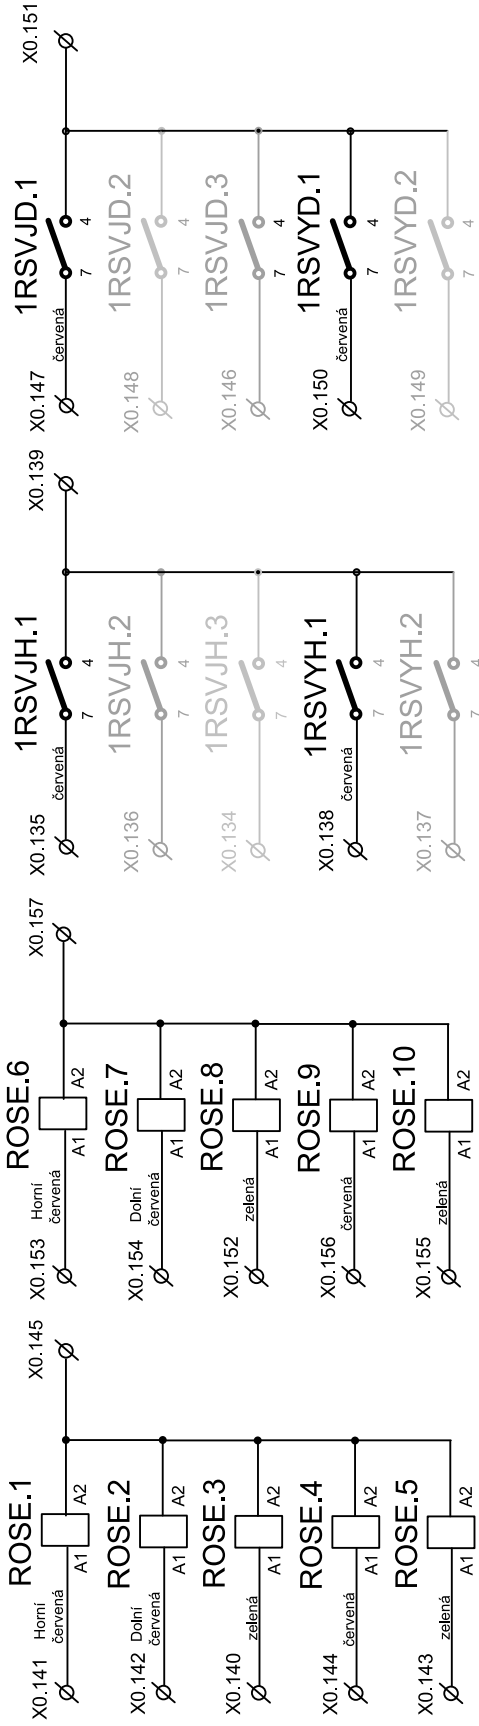 X0.141
Horní
červená
ROSE.1
A1
A2
X0.145
X0.142
Dolní
červená
ROSE.2
A1
A2
X0.140
zelená
ROSE.3
A1
A2
X0.144
červená
ROSE.4
A1
A2
X0.143
zelená
ROSE.5
A1
A2
X0.153
Horní
červená
ROSE.6
A1
A2
X0.157
X0.154
Dolní
červená
ROSE.7
A1
A2
X0.152
zelená
ROSE.8
A1
A2
X0.156
červená
ROSE.9
A1
A2
X0.155
zelená
ROSE.10
A1
A2
X0.135
červená
1RSVJH.1
7
4
X0.139
X0.136
1RSVJH.2
7
4
X0.134
1RSVJH.3
7
4
X0.138
červená
1RSVYH.1
7
4
X0.137
1RSVYH.2
7
4
X0.147
červená
1RSVJD.1
7
4
X0.151
X0.148
1RSVJD.2
7
4
X0.146
1RSVJD.3
7
4
X0.150
červená
1RSVYD.1
7
4
X0.149
1RSVYD.2
7
4